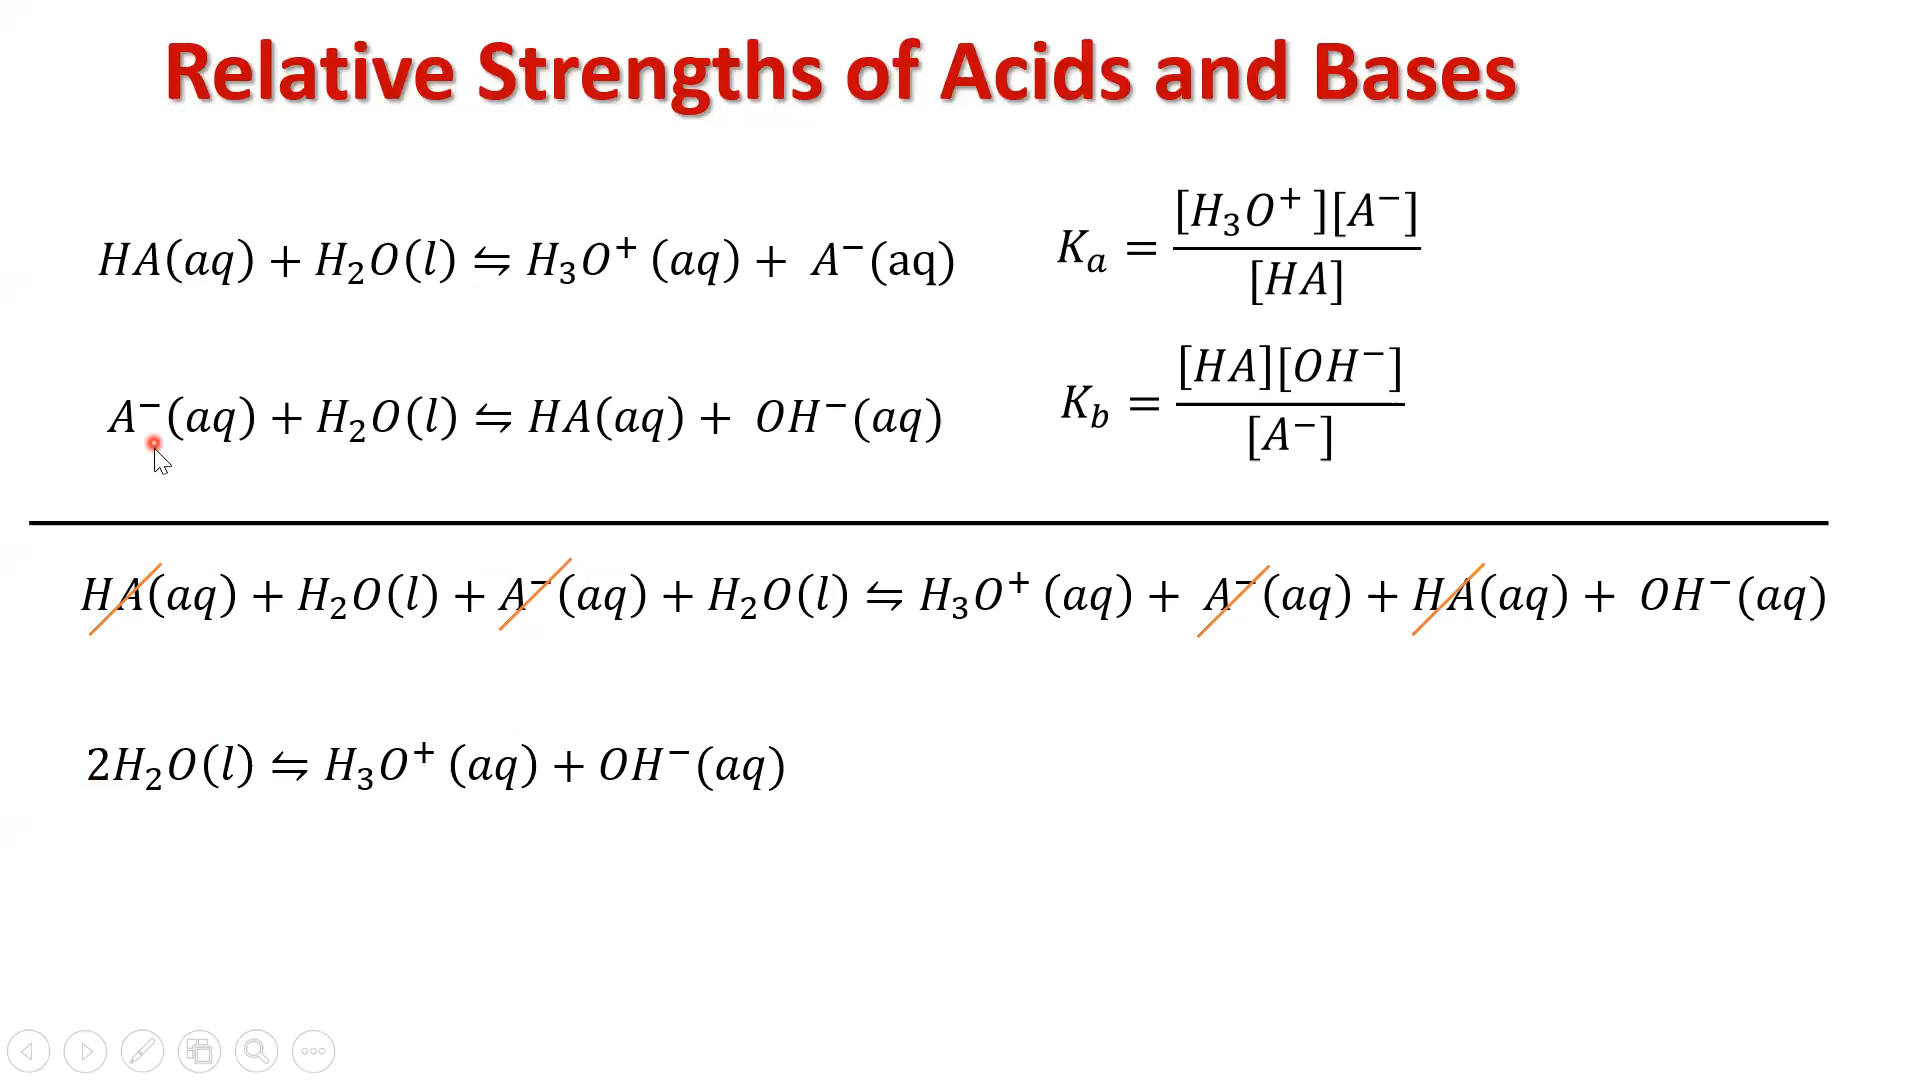 Relative Strengths of Acids and Bases
HA(aq) + H₂O(l) ⇋ H₃O⁺ (aq) + A⁻(aq)
Kₐ = [H₃O⁺ ][A⁻] / [HA]
A⁻(aq) + H₂O(l) ⇋ HA(aq) + OH⁻(aq)
K_b = [HA][OH⁻] / [A⁻]
HA(aq) + H₂O(l) + A⁻(aq) + H₂O(l) ⇋ H₃O⁺ (aq) + A⁻(aq) + HA(aq) + OH⁻(aq)
2H₂O(l) ⇋ H₃O⁺ (aq) + OH⁻(aq)